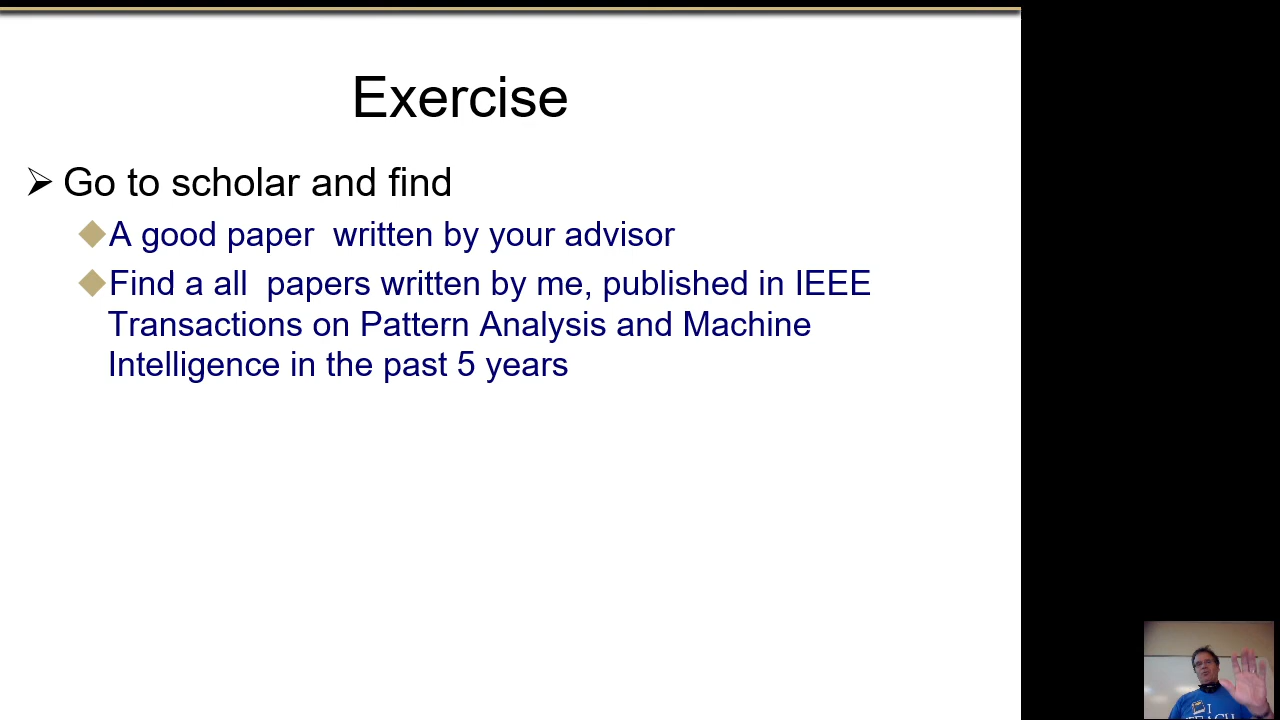 Exercise
Go to scholar and find
A good paper  written by your advisor
Find a all  papers written by me, published in IEEE
Transactions on Pattern Analysis and Machine
Intelligence in the past 5 years
I
TEACH